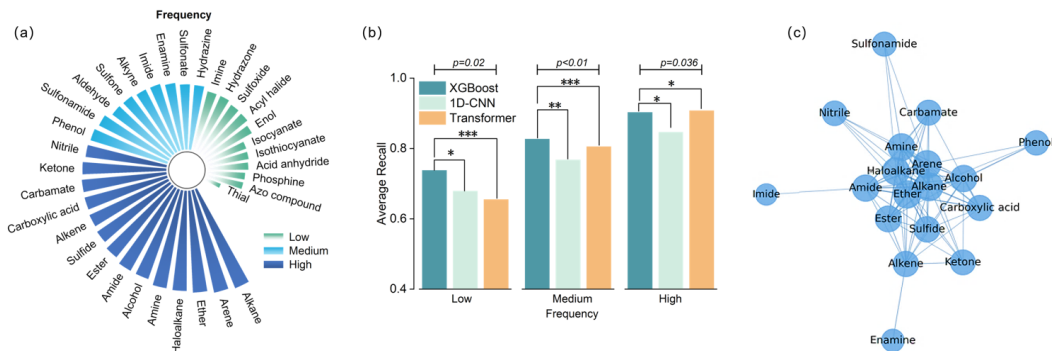 (a)
Frequency
Hydrazine
Imine
Hydrazone
Sulfoxide
Acyl halide
Enol
Isocyanate
Isothiocyanate
Acid anhydride
Phosphine
Azo compound
Thial
Alkane
Arene
Ether
Haloalkane
Amine
Alcohol
Amide
Ester
Sulfide
Alkene
Carboxylic acid
Carbamate
Ketone
Nitrile
Phenol
Sulfonamide
Aldehyde
Sulfone
Alkyne
Imide
Enamine
Sulfonate
Low
Medium
High
(b)
p=0.02
p<0.01
p=0.036
XGBoost
1D-CNN
Transformer
***
*
***
**
*
*
1.0
0.8
0.6
0.4
Average Recall
Low
Medium
High
Frequency
(c)
Sulfonamide
Nitrile
Carbamate
Phenol
Amine
Arene
Haloalkane
Alcohol
Imide
Amide
Alkane
Ether
Carboxylic acid
Ester
Sulfide
Alkene
Ketone
Enamine